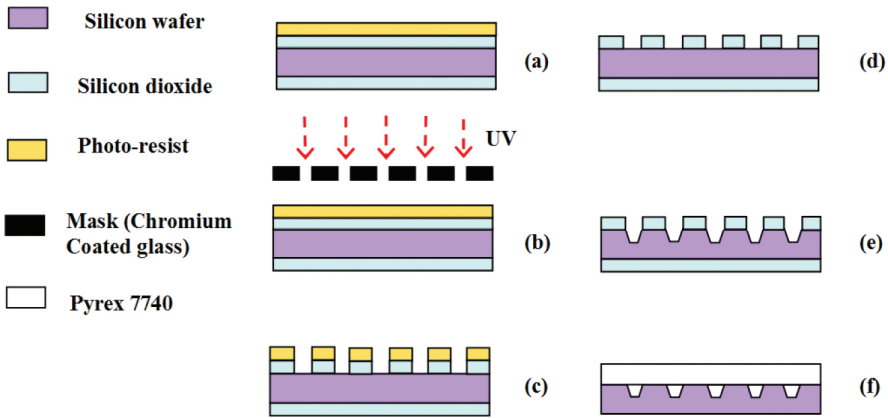 Silicon wafer
Silicon dioxide
Photo-resist
Mask (Chromium
Coated glass)
Pyrex 7740
(a)
UV
(b)
(c)
(d)
(e)
(f)